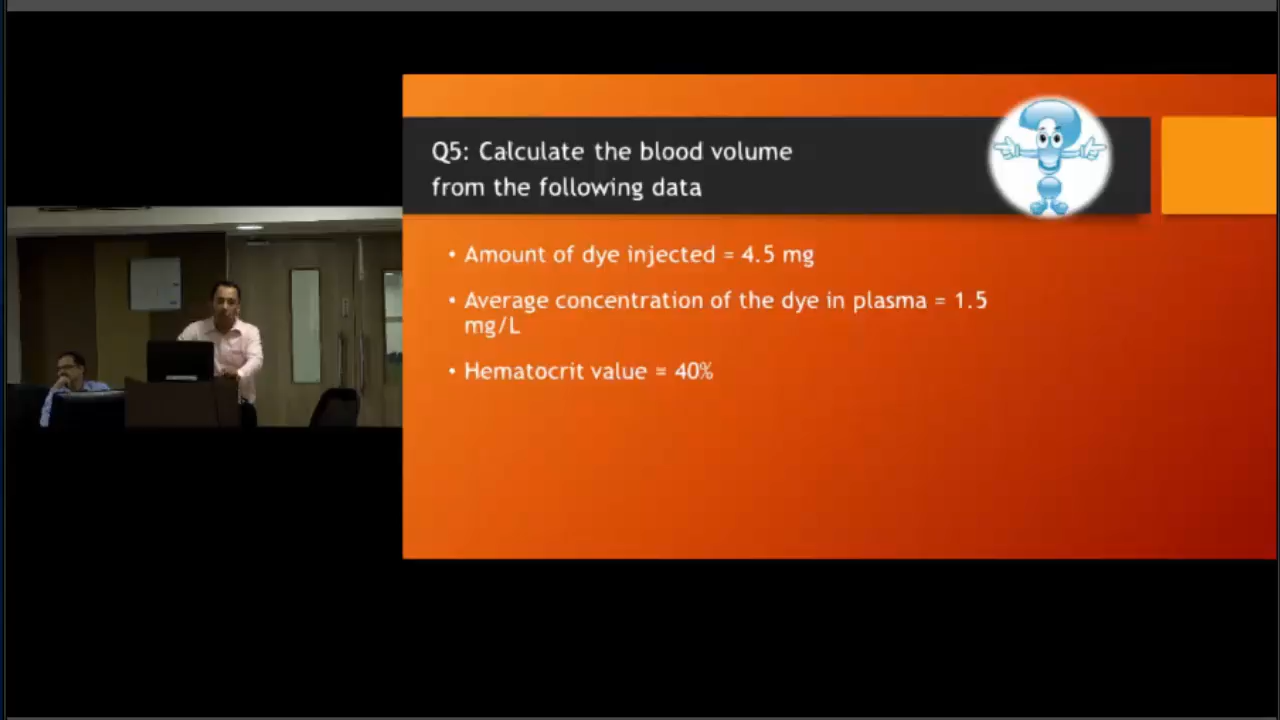 Q5: Calculate the blood volume
from the following data
• Amount of dye injected = 4.5 mg
• Average concentration of the dye in plasma = 1.5
mg/L
• Hematocrit value = 40%